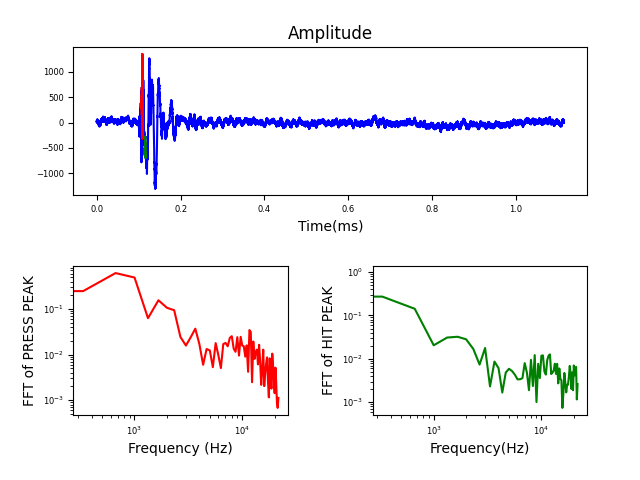 Amplitude
1000
500
0
−500
−1000
0.0 0.2 0.4 0.6 0.8 1.0
Time(ms)
FFT of PRESS PEAK
10⁻¹
10⁻²
10⁻³
10³ 10⁴
Frequency (Hz)
FFT of HIT PEAK
10⁰
10⁻¹
10⁻²
10⁻³
10³ 10⁴
Frequency(Hz)